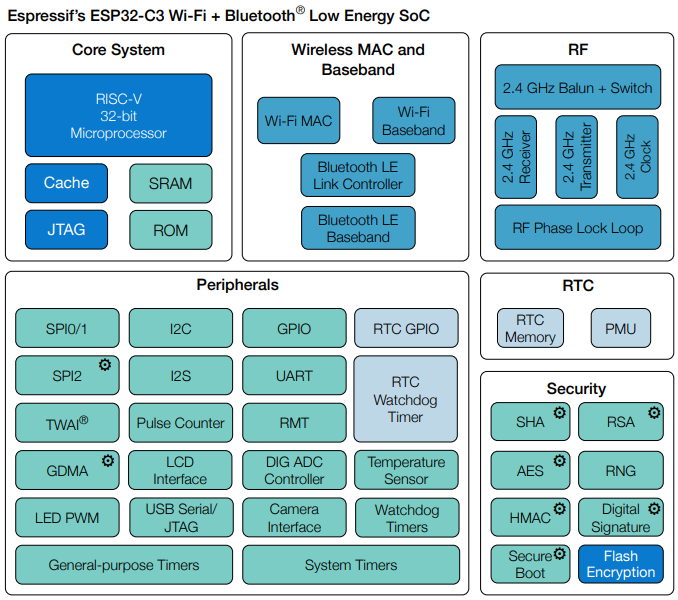 Espressif's ESP32-C3 Wi-Fi + Bluetooth® Low Energy SoC
Core System
RISC-V
32-bit
Microprocessor
Cache
SRAM
JTAG
ROM
Wireless MAC and
Baseband
Wi-Fi MAC
Wi-Fi
Baseband
Bluetooth LE
Link Controller
Bluetooth LE
Baseband
RF
2.4 GHz Balun + Switch
2.4 GHz
Receiver
2.4 GHz
Transmitter
2.4 GHz
Clock
RF Phase Lock Loop
Peripherals
SPI0/1
I2C
GPIO
RTC GPIO
SPI2
I2S
UART
RTC
Watchdog
Timer
TWAI®
Pulse Counter
RMT
GDMA
LCD
Interface
DIG ADC
Controller
Temperature
Sensor
LED PWM
USB Serial/
JTAG
Camera
Interface
Watchdog
Timers
General-purpose Timers
System Timers
RTC
RTC
Memory
PMU
Security
SHA
RSA
AES
RNG
HMAC
Digital
Signature
Secure
Boot
Flash
Encryption